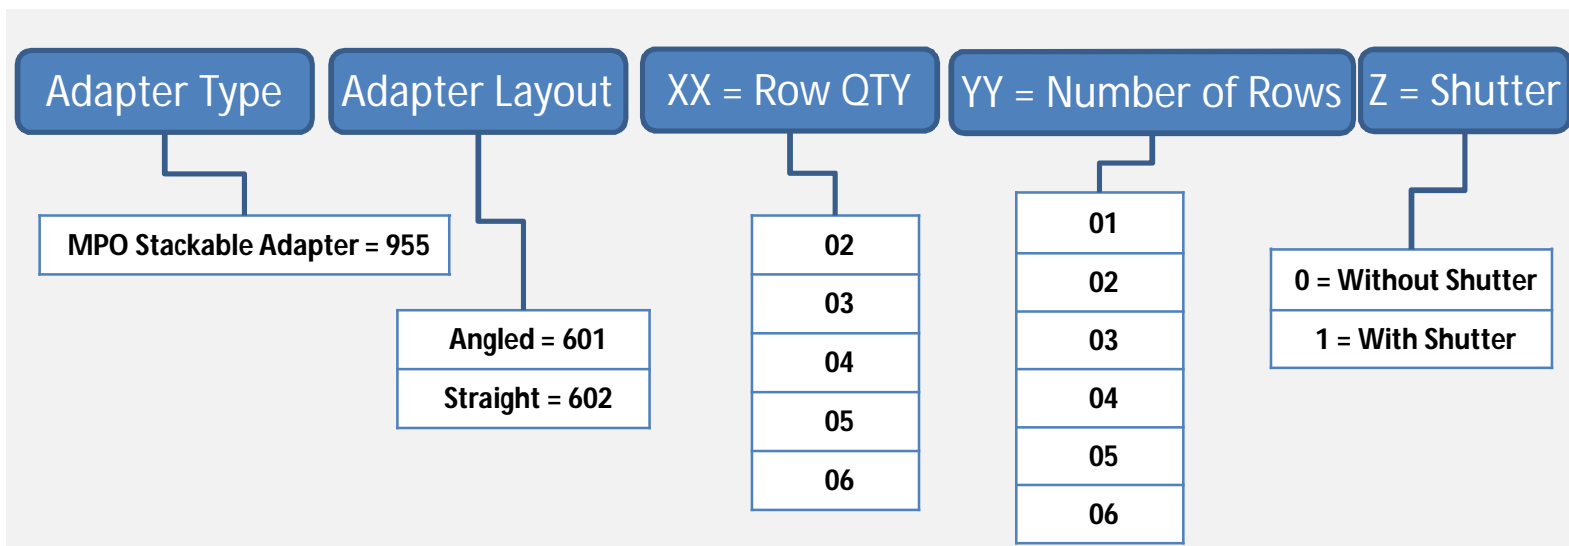 Adapter Type
Adapter Layout
XX = Row QTY
YY = Number of Rows
Z = Shutter
MPO Stackable Adapter = 955
Angled = 601
Straight = 602
02
03
04
05
06
01
02
03
04
05
06
0 = Without Shutter
1 = With Shutter